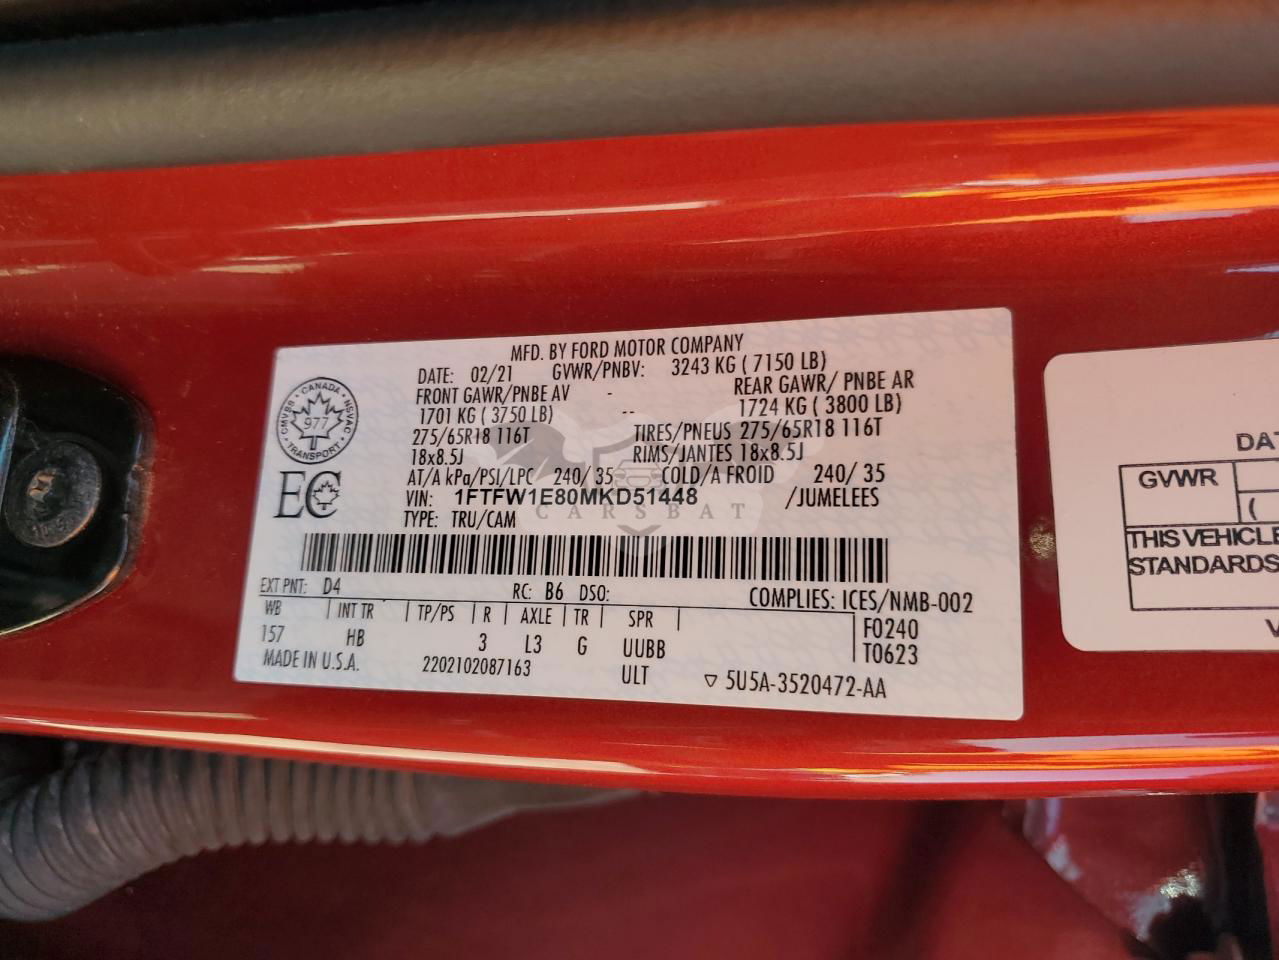 MFD. BY FORD MOTOR COMPANY
DATE: 02/21 GVWR/PNBV: 3243 KG ( 7150 LB)
FRONT GAWR/PNBE AV - REAR GAWR/ PNBE AR
1701 KG ( 3750 LB) -- 1724 KG ( 3800 LB)
275/65R18 116T TIRES/PNEUS 275/65R18 116T
18x8.5J RIMS/JANTES 18x8.5J
AT/A kPa/PSI/LPC 240/ 35 COLD/A FROID 240/ 35
VIN: 1FTFW1E80MKD51448 /JUMELEES
TYPE: TRU/CAM
CANADA
CMVSS 977 NSVAC
TRANSPORT
EC
CARSBAT
EXT PNT: D4 RC: B6 DSO: COMPLIES: ICES/NMB-002
WB INT TR TP/PS R AXLE TR SPR F0240
157 HB 3 L3 G UUBB T0623
MADE IN U.S.A. 2202102087163 ULT ▽ 5U5A-3520472-AA
GVWR
(
THIS VEHICLE
STANDARDS